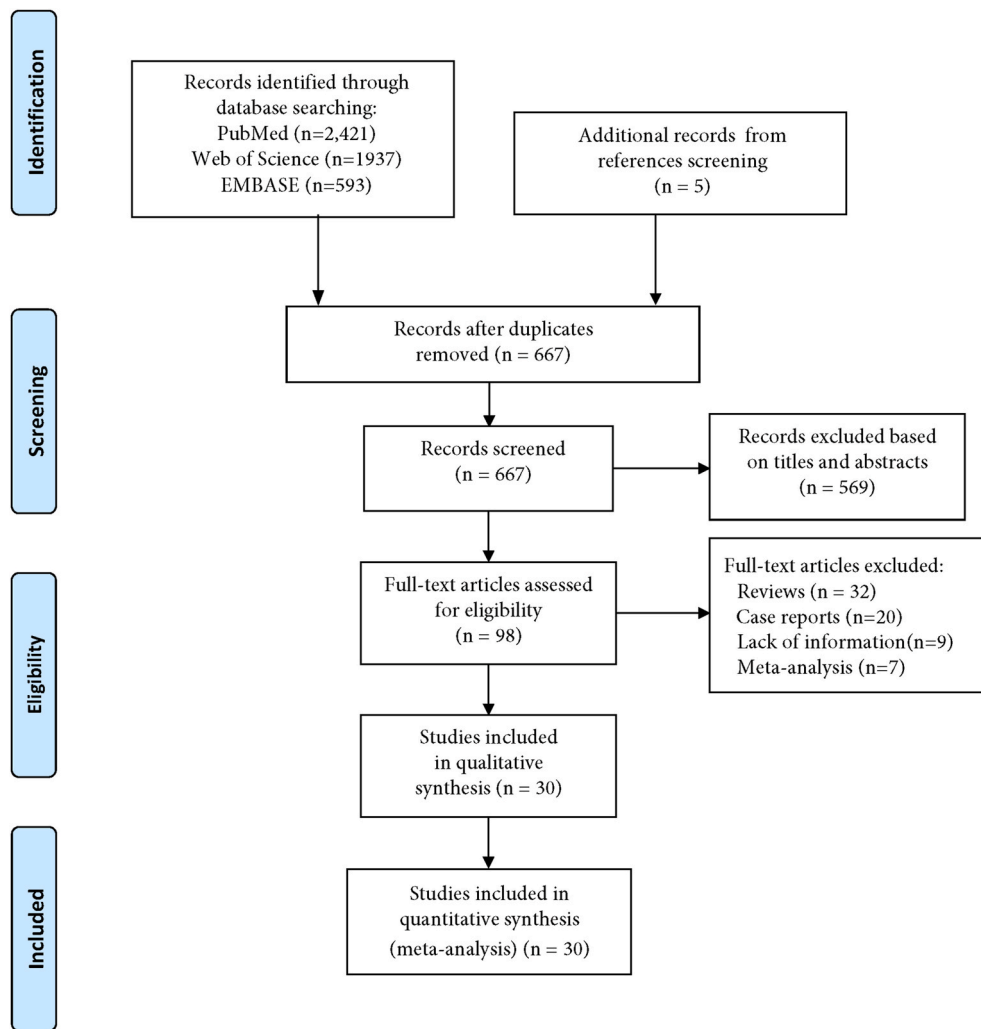 Identification
Records identified through
database searching:
PubMed (n=2,421)
Web of Science (n=1937)
EMBASE (n=593)
Additional records from
references screening
(n = 5)
Screening
Records after duplicates
removed (n = 667)
Records screened
(n = 667)
Records excluded based
on titles and abstracts
(n = 569)
Eligibility
Full-text articles assessed
for eligibility
(n = 98)
Full-text articles excluded:
Reviews (n = 32)
Case reports (n=20)
Lack of information(n=9)
Meta-analysis (n=7)
Studies included
in qualitative
synthesis (n = 30)
Included
Studies included in
quantitative synthesis
(meta-analysis) (n = 30)